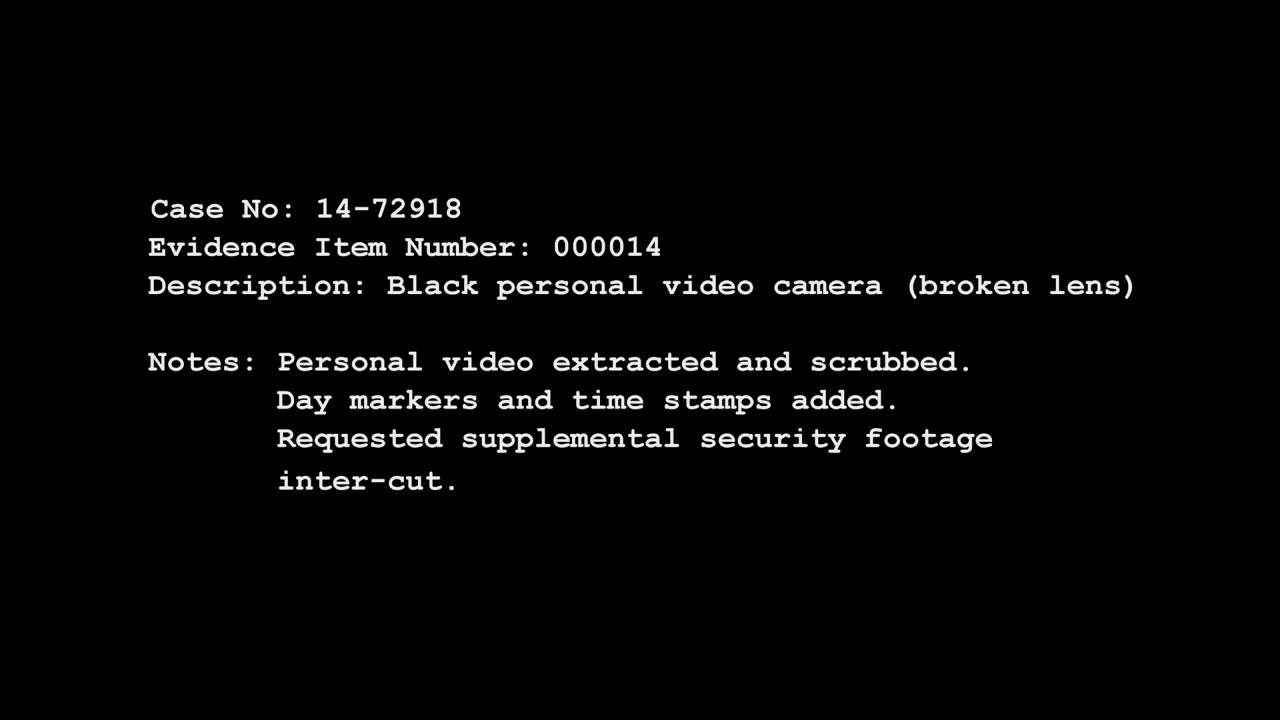 Case No: 14-72918
Evidence Item Number: 000014
Description: Black personal video camera (broken lens)
Notes: Personal video extracted and scrubbed.
Day markers and time stamps added.
Requested supplemental security footage
inter-cut.